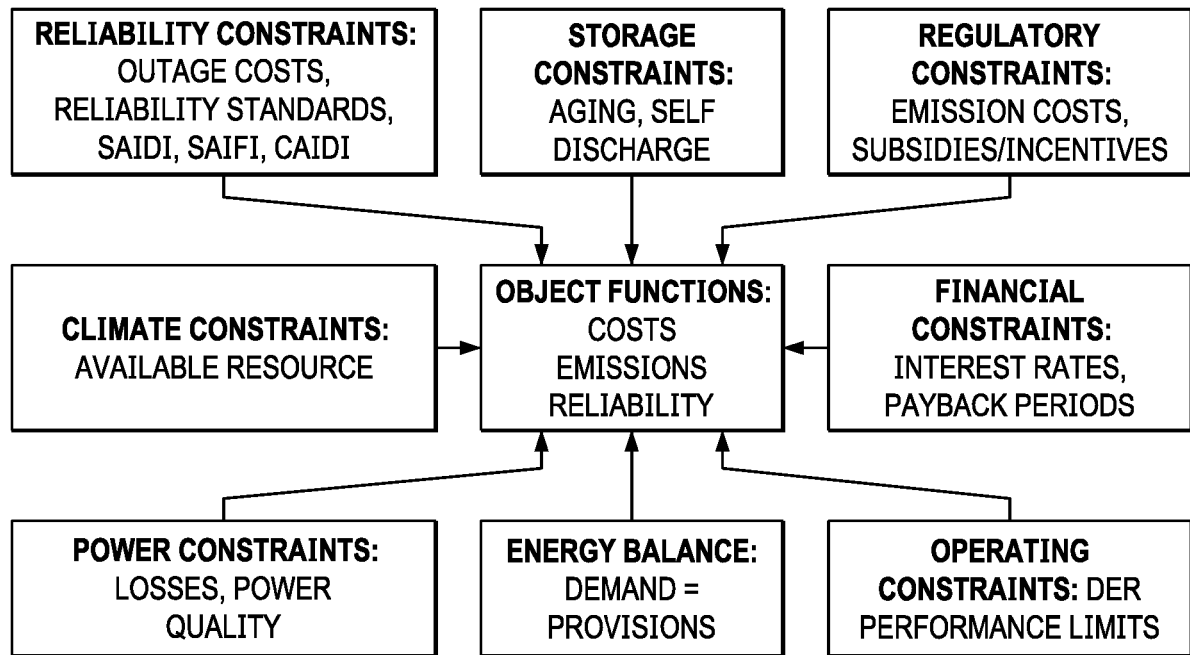 RELIABILITY CONSTRAINTS:
OUTAGE COSTS,
RELIABILITY STANDARDS,
SAIDI, SAIFI, CAIDI
STORAGE
CONSTRAINTS:
AGING, SELF
DISCHARGE
REGULATORY
CONSTRAINTS:
EMISSION COSTS,
SUBSIDIES/INCENTIVES
CLIMATE CONSTRAINTS:
AVAILABLE RESOURCE
OBJECT FUNCTIONS:
COSTS
EMISSIONS
RELIABILITY
FINANCIAL
CONSTRAINTS:
INTEREST RATES,
PAYBACK PERIODS
POWER CONSTRAINTS:
LOSSES, POWER
QUALITY
ENERGY BALANCE:
DEMAND =
PROVISIONS
OPERATING
CONSTRAINTS: DER
PERFORMANCE LIMITS